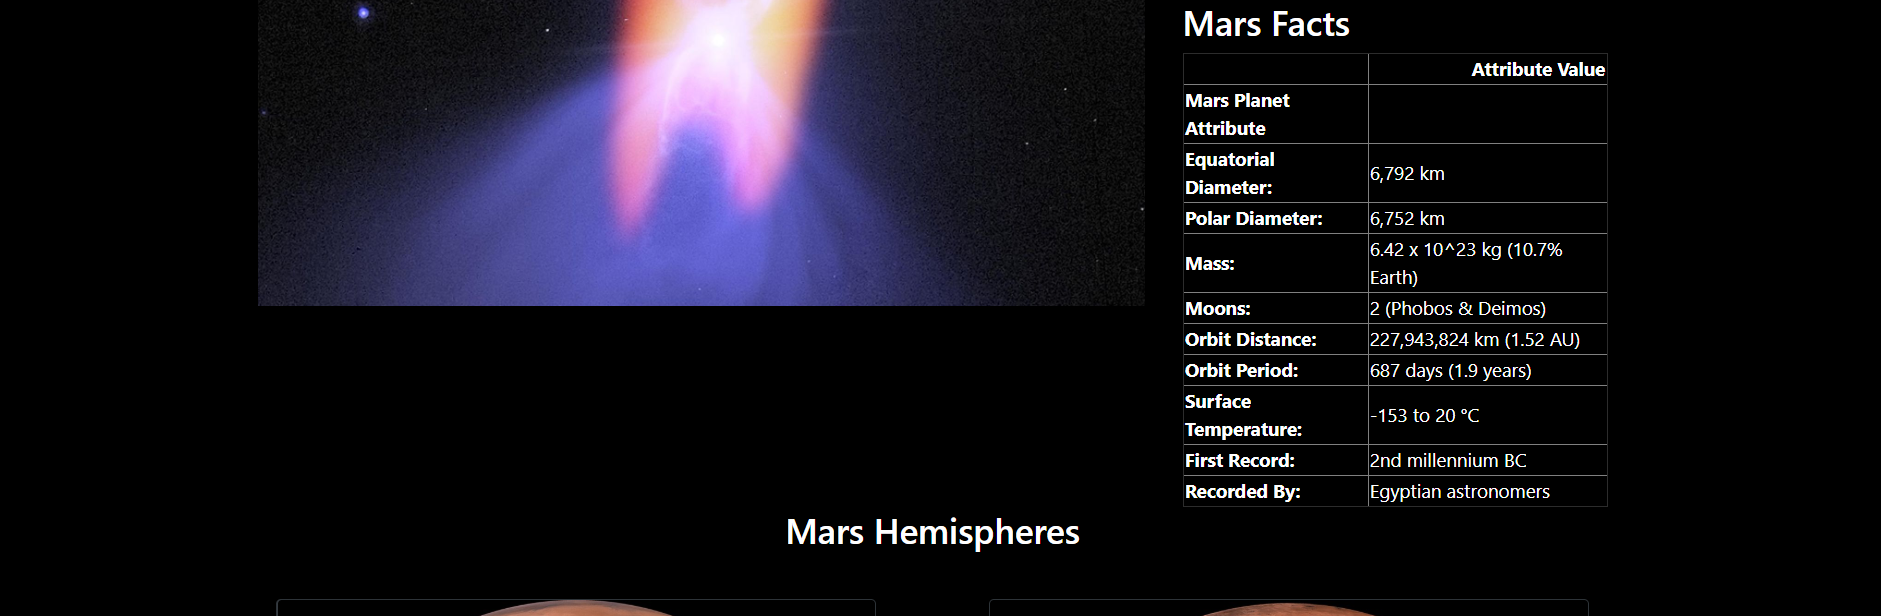 Mars Facts
Attribute Value
Mars Planet
Attribute
Equatorial
Diameter:
6,792 km
Polar Diameter: 6,752 km
Mass:
6.42 x 10^23 kg (10.7%
Earth)
Moons: 2 (Phobos & Deimos)
Orbit Distance: 227,943,824 km (1.52 AU)
Orbit Period: 687 days (1.9 years)
Surface
Temperature:
-153 to 20 °C
First Record: 2nd millennium BC
Recorded By: Egyptian astronomers
Mars Hemispheres